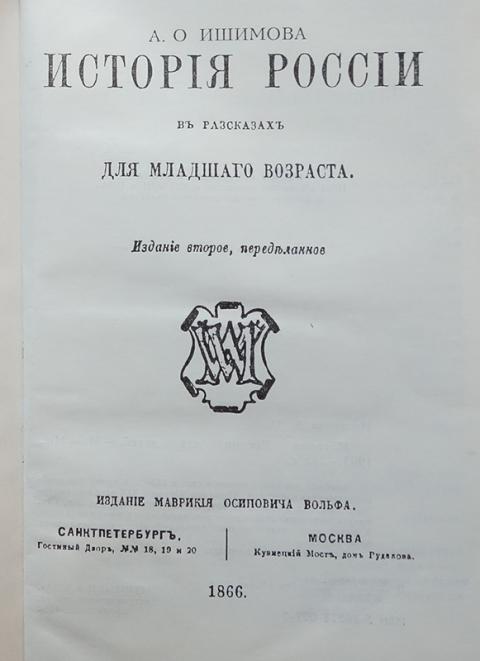 А. О ИШИМОВА
ИСТОРІЯ РОССІИ
ВЪ РАЗСКАЗАХЪ
ДЛЯ МЛАДШАГО ВОЗРАСТА.
Изданіе второе, передѣланное
ИЗДАНІЕ МАВРИКІЯ ОСИПОВИЧА ВОЛЬФА.
САНКТПЕТЕРБУРГЪ,
Гостиный Дворъ, №№ 18, 19 и 20
МОСКВА
Кузнецкій Мостъ, домъ Рудакова.
1866.